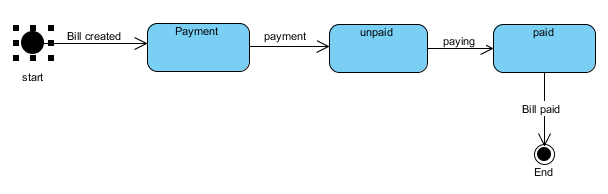 Bill created
Payment
payment
unpaid
paying
paid
start
Bill paid
End